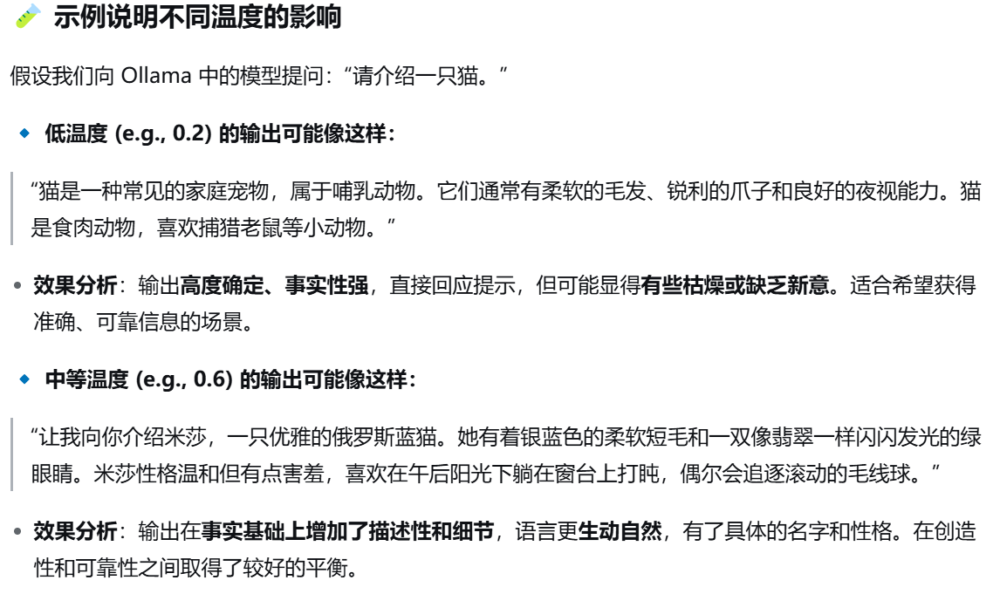 示例说明不同温度的影响
假设我们向 Ollama 中的模型提问：“请介绍一只猫。”
低温度 (e.g., 0.2) 的输出可能像这样：
“猫是一种常见的家庭宠物，属于哺乳动物。它们通常有柔软的毛发、锐利的爪子和良好的夜视能力。猫
是食肉动物，喜欢捕猎老鼠等小动物。”
• 效果分析：输出高度确定、事实性强，直接回应提示，但可能显得有些枯燥或缺乏新意。适合希望获得
准确、可靠信息的场景。
中等温度 (e.g., 0.6) 的输出可能像这样：
“让我向你介绍米莎，一只优雅的俄罗斯蓝猫。她有着银蓝色的柔软短毛和一双像翡翠一样闪闪发光的绿
眼睛。米莎性格温和但有点害羞，喜欢在午后阳光下躺在窗台上打盹，偶尔会追逐滚动的毛线球。”
• 效果分析：输出在事实基础上增加了描述性和细节，语言更生动自然，有了具体的名字和性格。在创造
性和可靠性之间取得了较好的平衡。